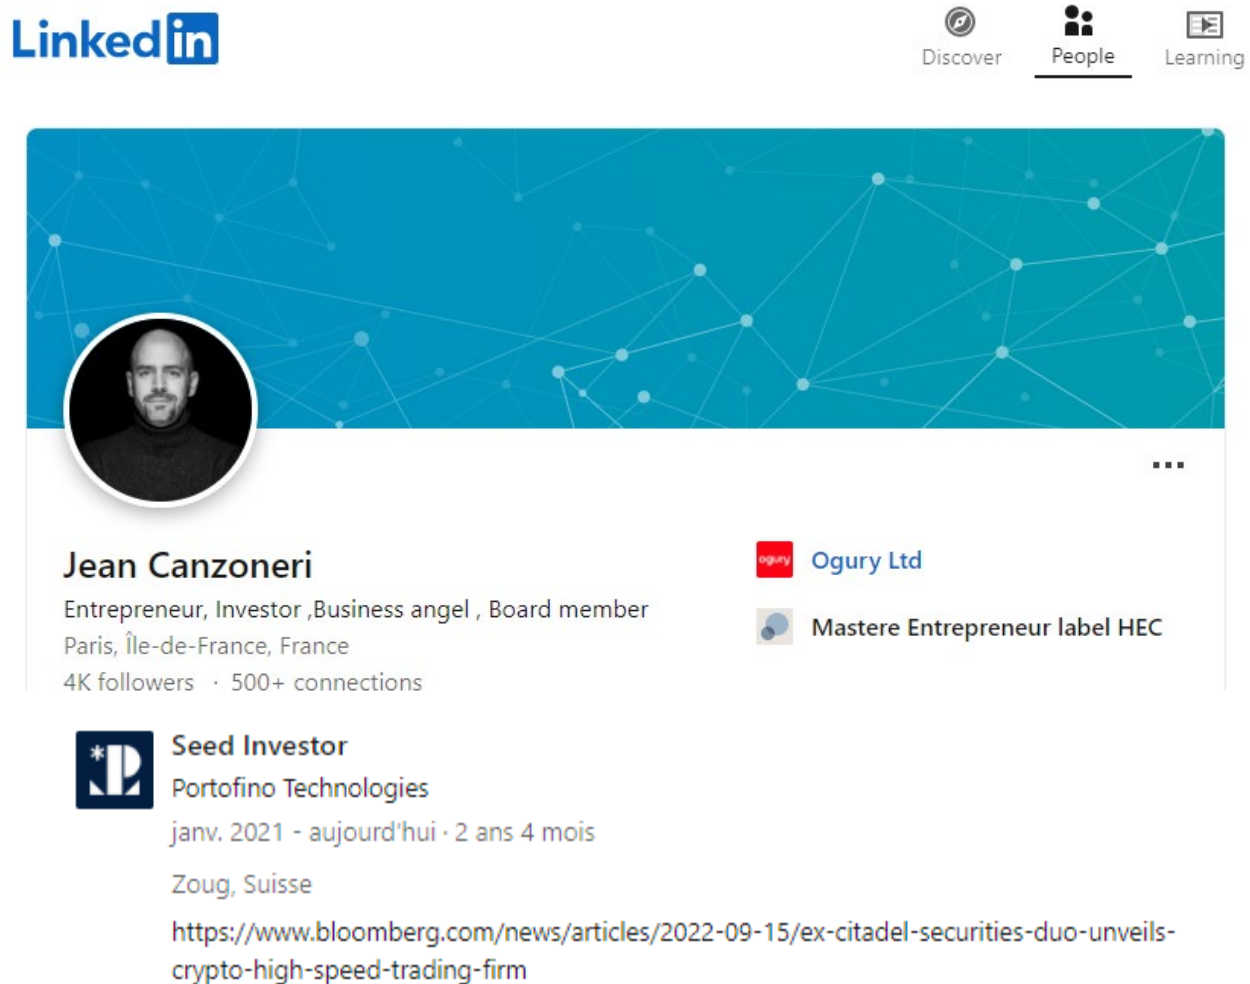 Linked in
Discover
People
Learning
Jean Canzoneri
Entrepreneur, Investor ,Business angel , Board member
Paris, Île-de-France, France
4K followers · 500+ connections
ogury
Ogury Ltd
Mastere Entrepreneur label HEC
*P
Seed Investor
Portofino Technologies
janv. 2021 - aujourd'hui · 2 ans 4 mois
Zoug, Suisse
https://www.bloomberg.com/news/articles/2022-09-15/ex-citadel-securities-duo-unveils-
crypto-high-speed-trading-firm